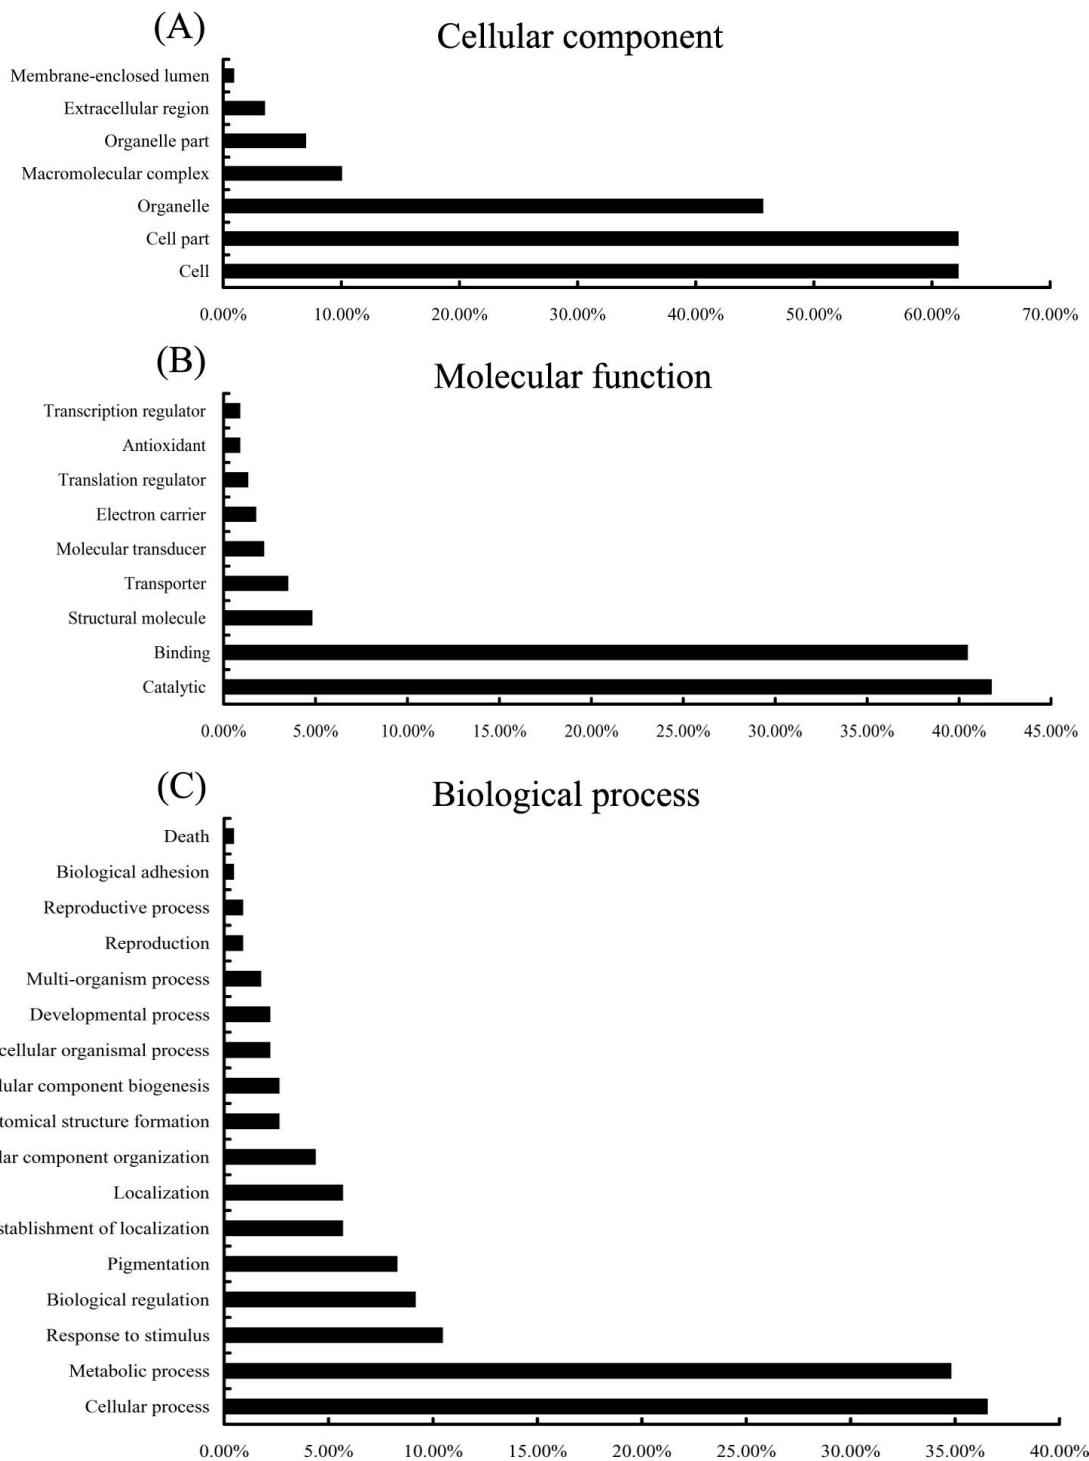 (A)
Cellular component
Membrane-enclosed lumen
Extracellular region
Organelle part
Macromolecular complex
Organelle
Cell part
Cell
0.00% 10.00% 20.00% 30.00% 40.00% 50.00% 60.00% 70.00%
(B)
Molecular function
Transcription regulator
Antioxidant
Translation regulator
Electron carrier
Molecular transducer
Transporter
Structural molecule
Binding
Catalytic
0.00% 5.00% 10.00% 15.00% 20.00% 25.00% 30.00% 35.00% 40.00% 45.00%
(C)
Biological process
Death
Biological adhesion
Reproductive process
Reproduction
Multi-organism process
Developmental process
cellular organismal process
component biogenesis
structure formation
component organization
Localization
of localization
Pigmentation
Biological regulation
Response to stimulus
Metabolic process
Cellular process
0.00% 5.00% 10.00% 15.00% 20.00% 25.00% 30.00% 35.00% 40.00%